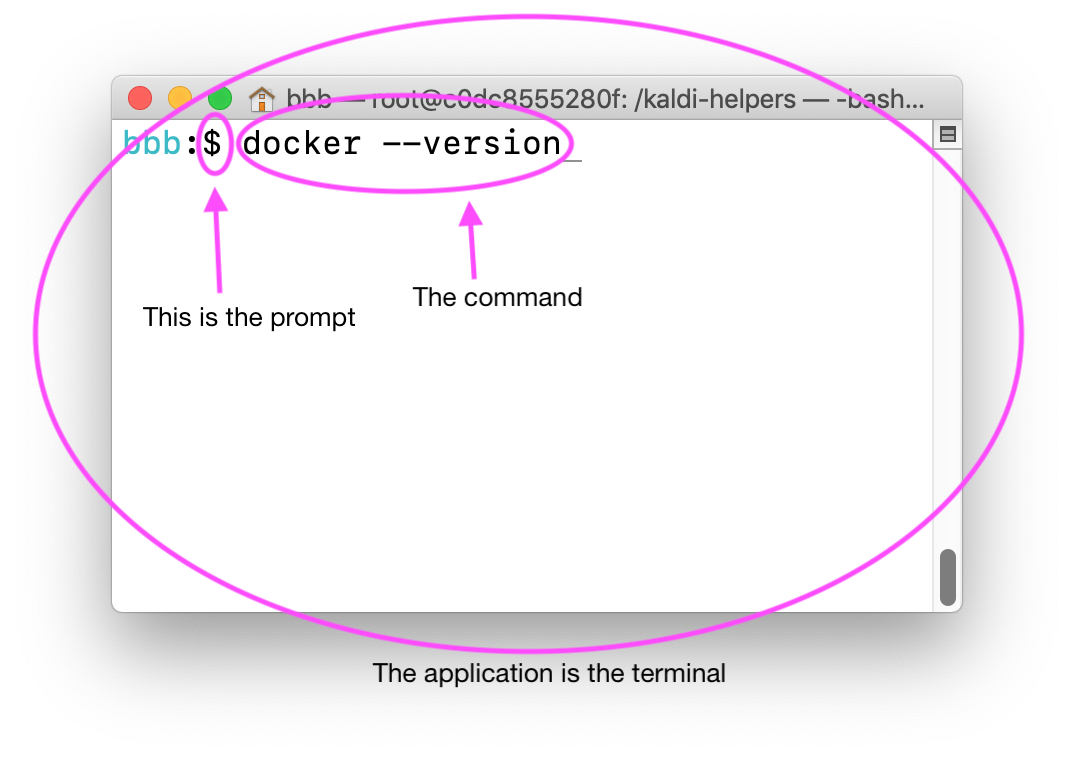 bbb — root@c0dc8555280f: /kaldi-helpers — -bash...
bbb:$ docker --version
The command
This is the prompt
The application is the terminal